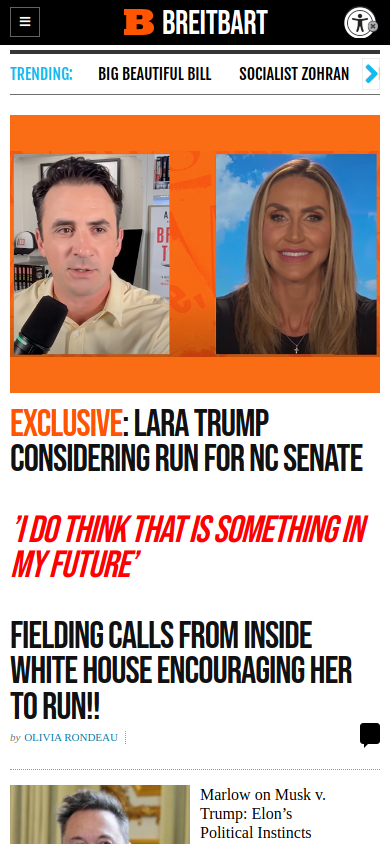 BREITBART
TRENDING:
BIG BEAUTIFUL BILL
SOCIALIST ZOHRAN
EXCLUSIVE: LARA TRUMP
CONSIDERING RUN FOR NC SENATE
'I DO THINK THAT IS SOMETHING IN
MY FUTURE'
FIELDING CALLS FROM INSIDE
WHITE HOUSE ENCOURAGING HER
TO RUN!!
by OLIVIA RONDEAU
Marlow on Musk v.
Trump: Elon's
Political Instincts